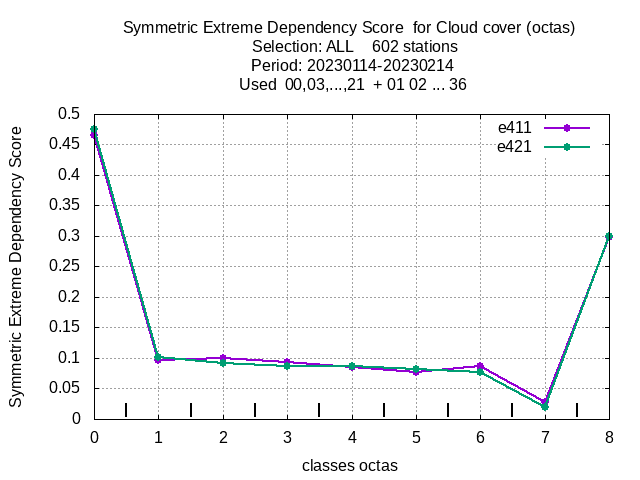 Symmetric Extreme Dependency Score  for Cloud cover (octas)
Selection: ALL    602 stations
Period: 20230114-20230214
Used  00,03,...,21  + 01 02 ... 36
e411
e421
Symmetric Extreme Dependency Score
0.5
0.45
0.4
0.35
0.3
0.25
0.2
0.15
0.1
0.05
0
0 1 2 3 4 5 6 7 8
classes octas